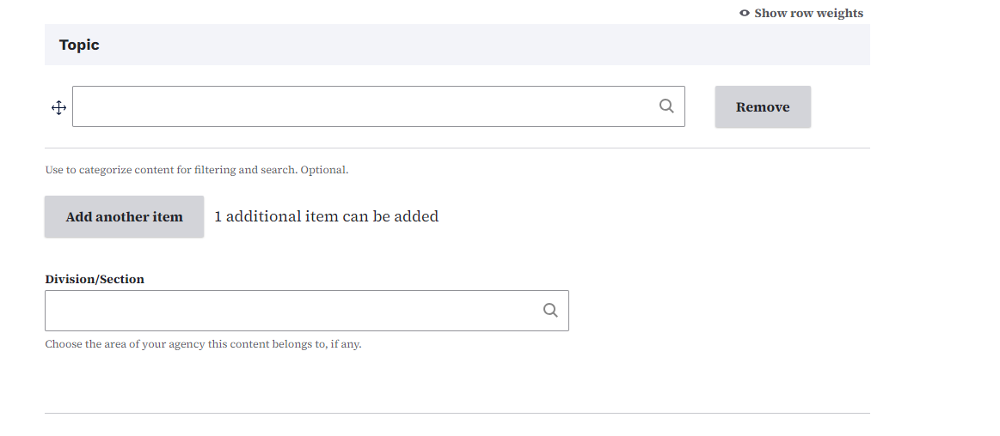 Show row weights
Topic
Remove
Use to categorize content for filtering and search. Optional.
Add another item 1 additional item can be added
Division/Section
Choose the area of your agency this content belongs to, if any.